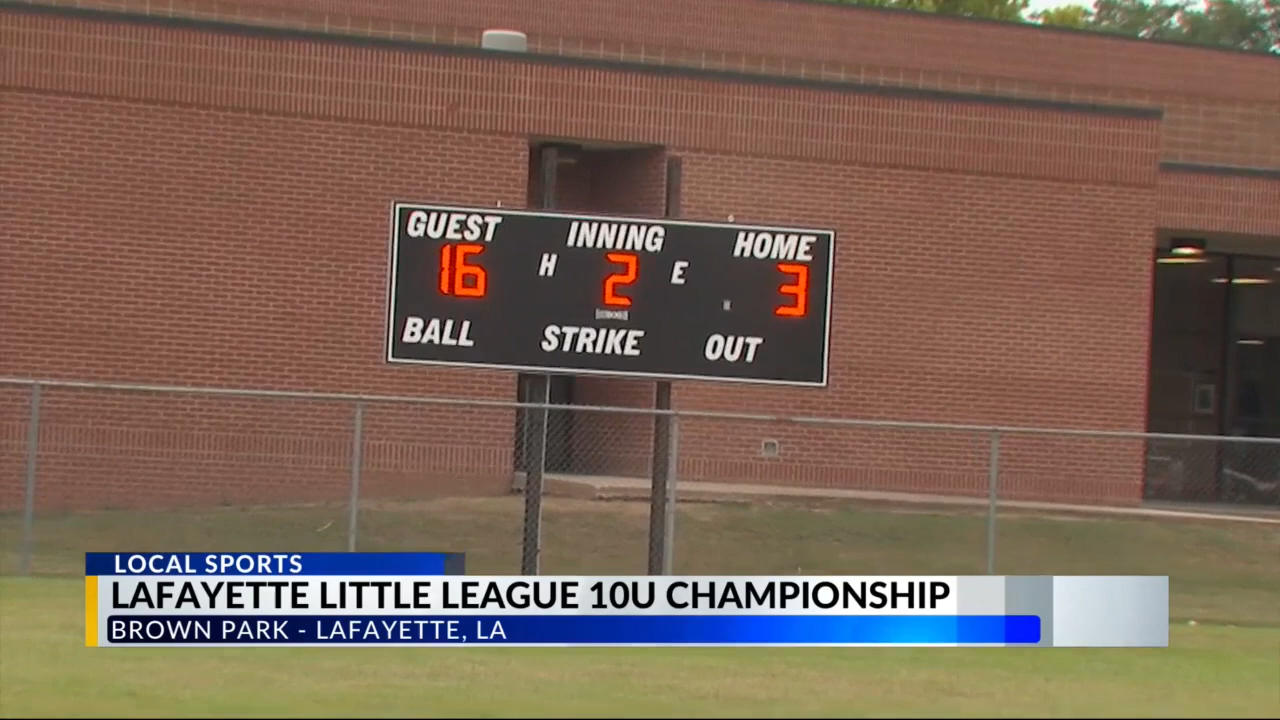 GUEST INNING HOME
16 H 2 E 3
BALL STRIKE OUT
LOCAL SPORTS
LAFAYETTE LITTLE LEAGUE 10U CHAMPIONSHIP
BROWN PARK - LAFAYETTE, LA